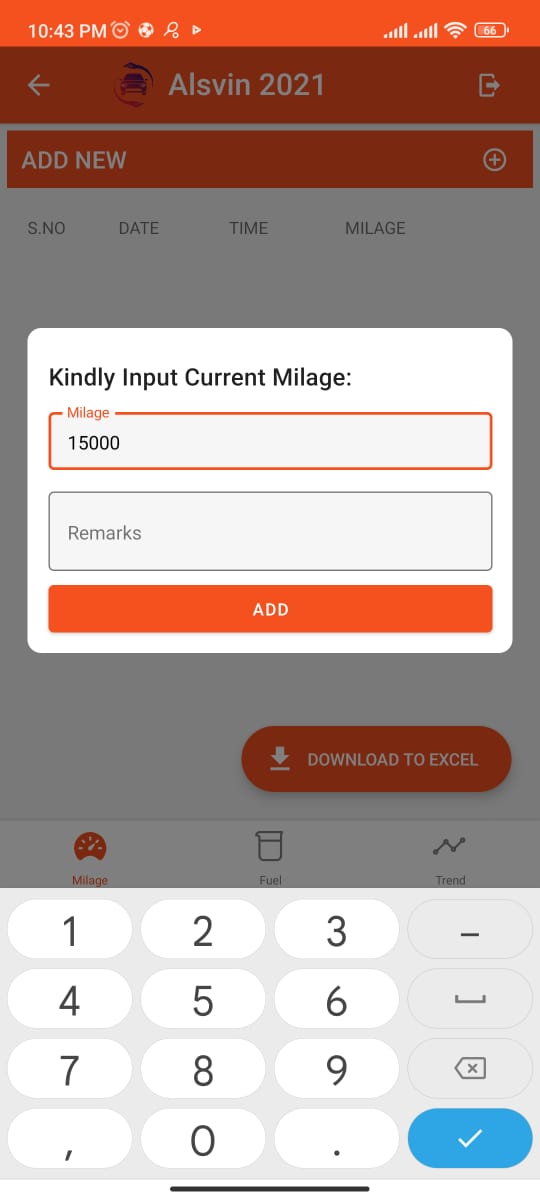 10:43 PM
66
Alsvin 2021
ADD NEW
S.NO DATE TIME MILAGE
Kindly Input Current Milage:
Milage
15000
Remarks
ADD
DOWNLOAD TO EXCEL
Milage Fuel Trend
1 2 3 –
4 5 6
7 8 9
, 0 .